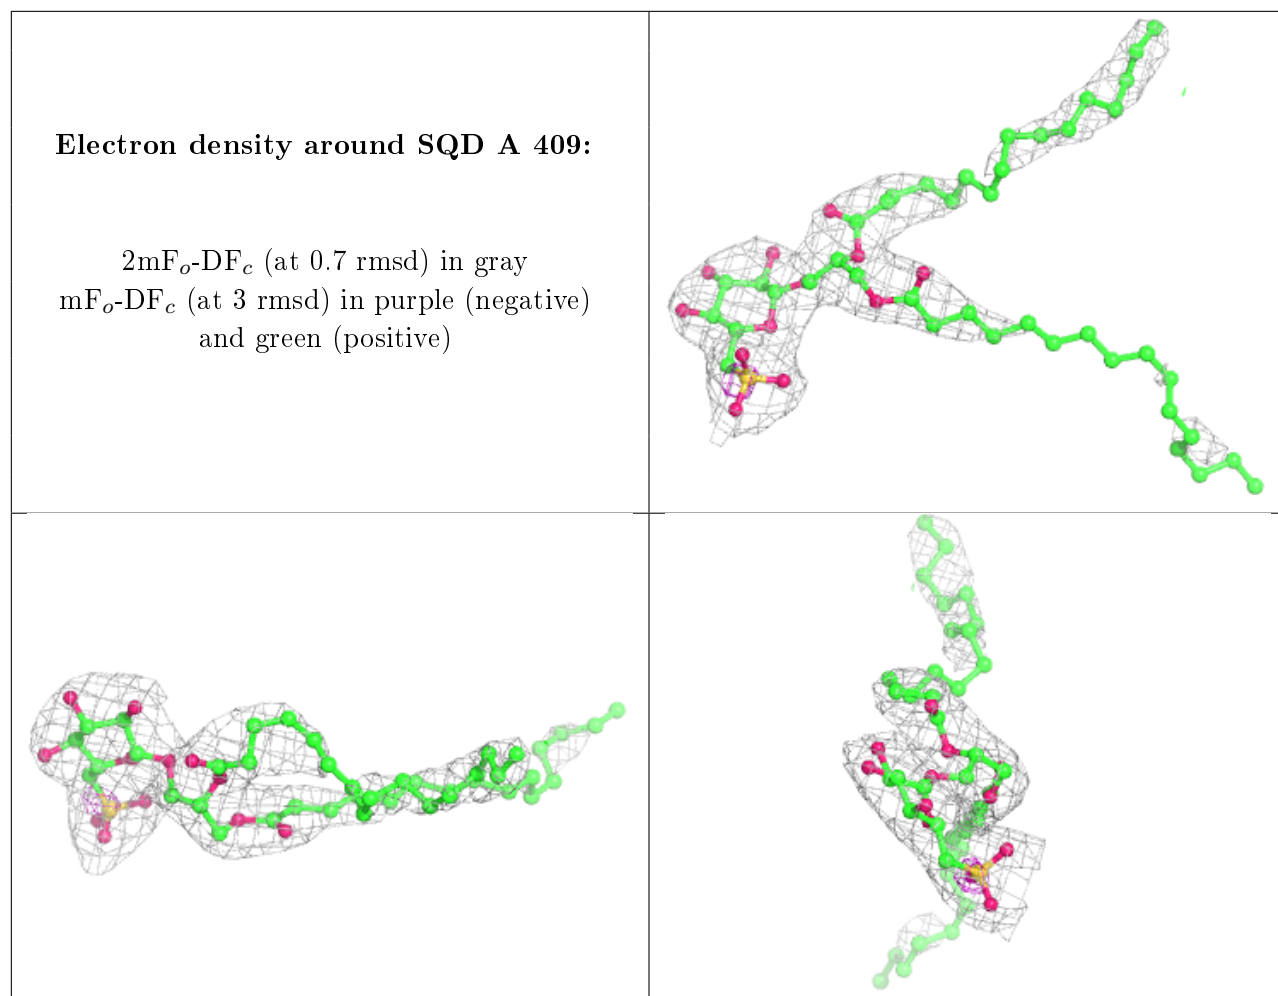 Electron density around SQD A 409:
2mFₒ-DF𝒸 (at 0.7 rmsd) in gray
mFₒ-DF𝒸 (at 3 rmsd) in purple (negative)
and green (positive)